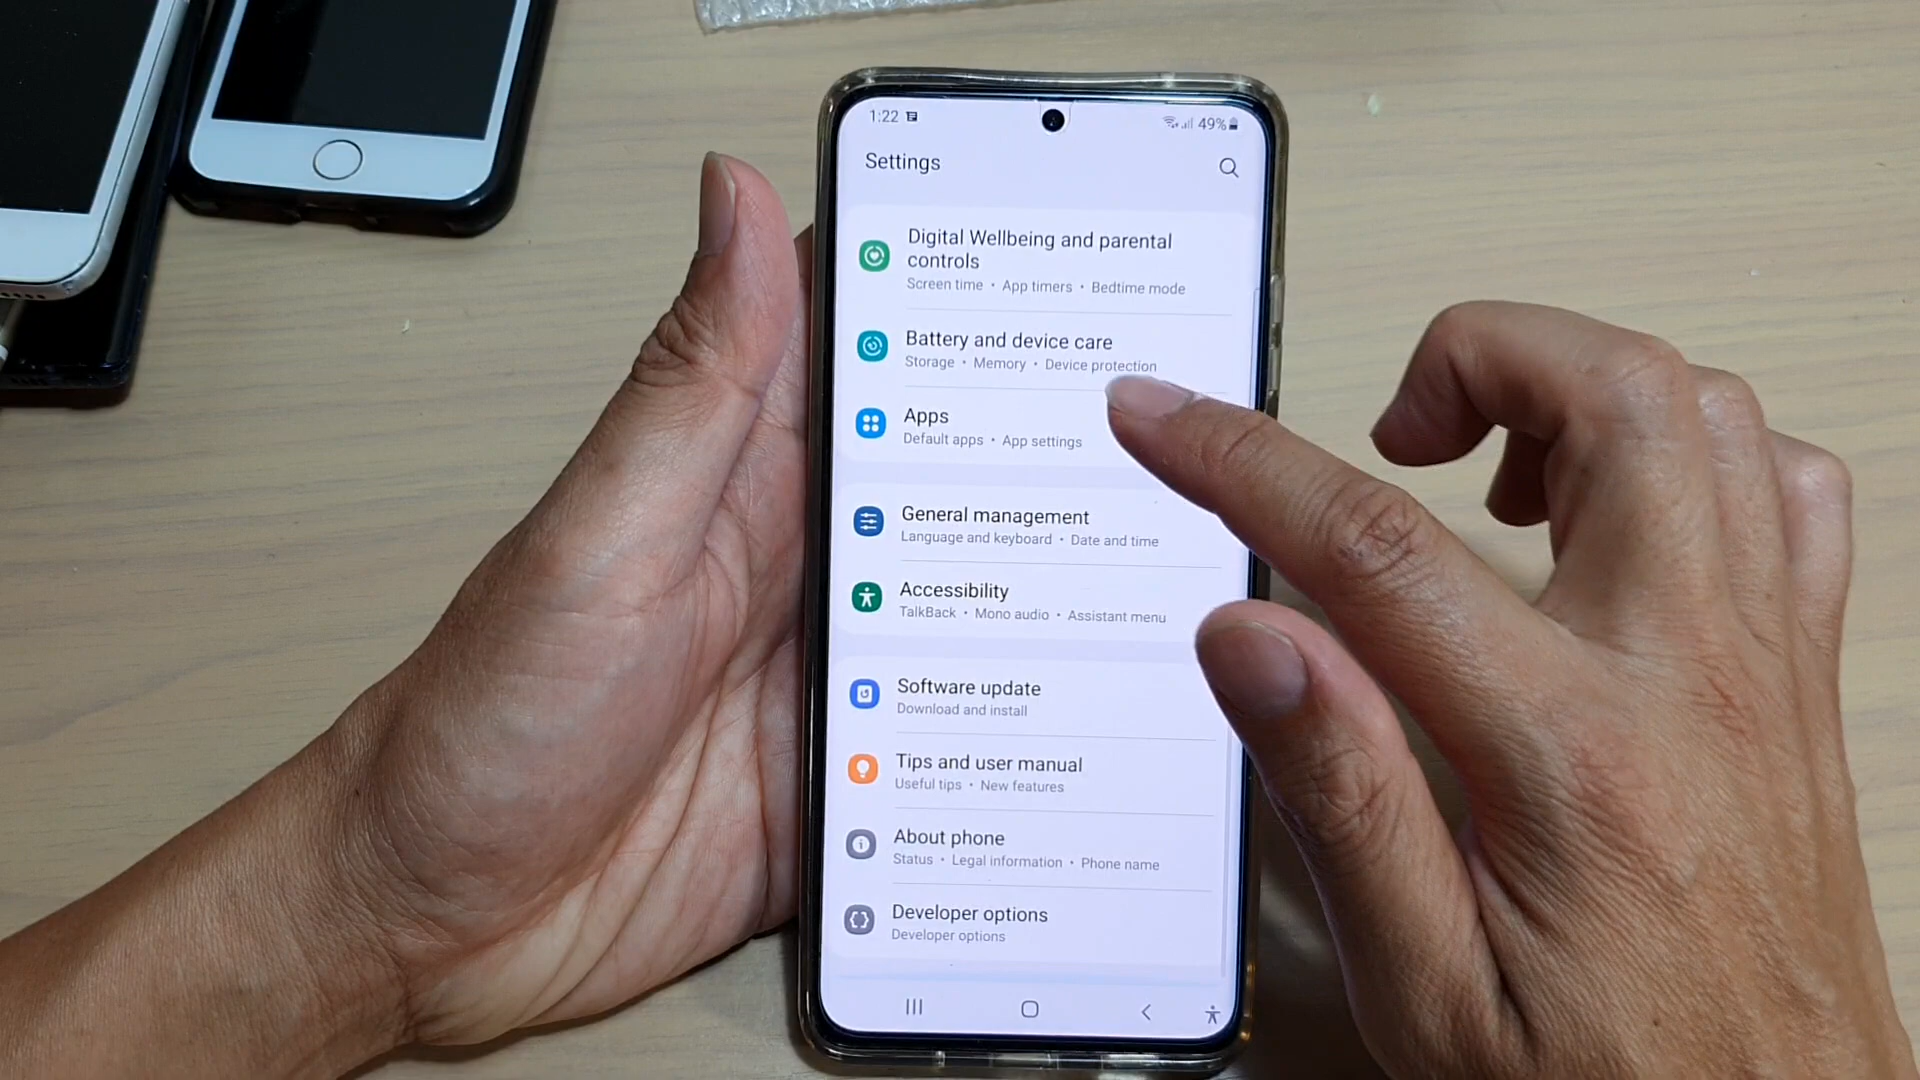 1:22
49%
Settings
Digital Wellbeing and parental
controls
Screen time • App timers • Bedtime mode
Battery and device care
Storage • Memory • Device protection
Apps
Default apps • App settings
General management
Language and keyboard • Date and time
Accessibility
TalkBack • Mono audio • Assistant menu
Software update
Download and install
Tips and user manual
Useful tips • New features
About phone
Status • Legal information • Phone name
Developer options
Developer options